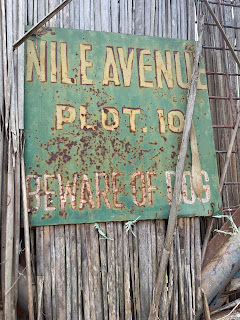 NILE AVENUE
PLOT. 10
BEWARE OF DOG